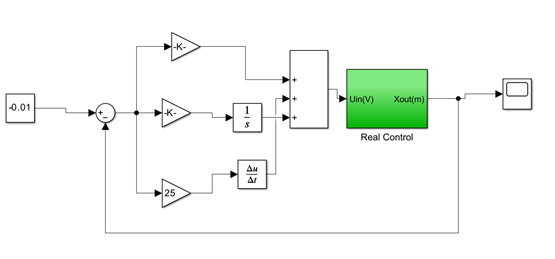 -K-
-0.01
+
-
-K-
1
s
25
Δu
Δt
+
+
+
Uin(V)
Xout(m)
Real Control